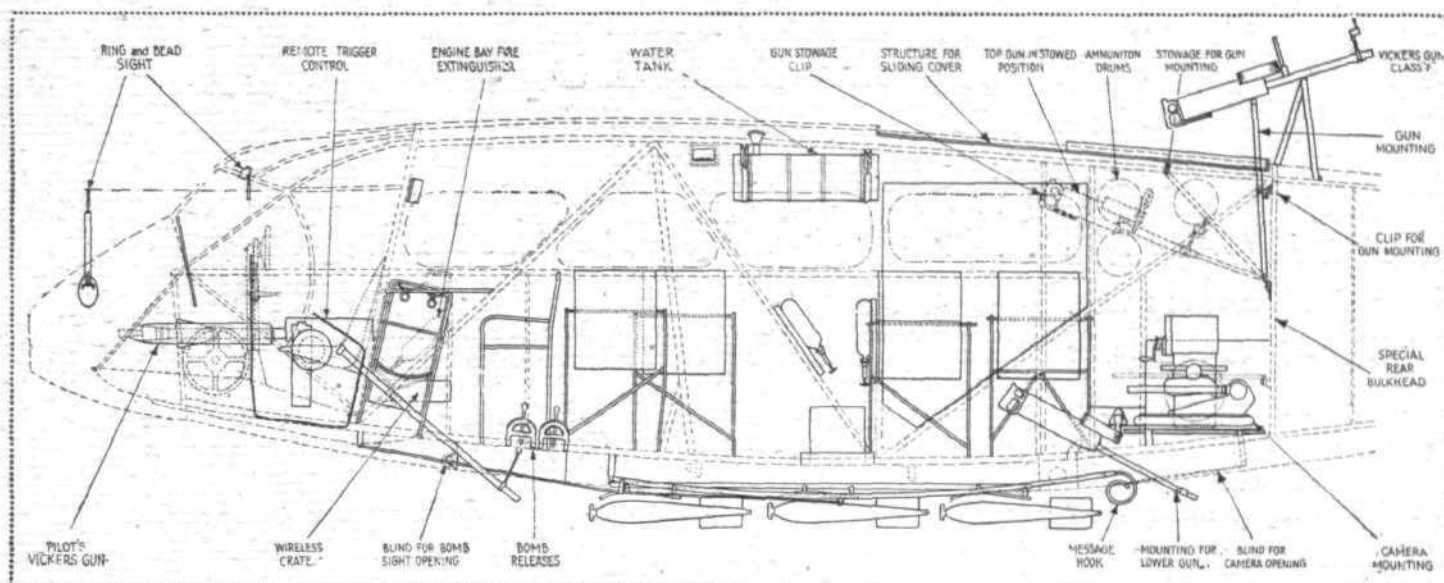 RING and BEAD
SIGHT
REMOTE TRIGGER
CONTROL
ENGINE BAY FIRE
EXTINGUISHER
WATER
TANK
GUN STOWAGE
CLIP
STRUCTURE FOR
SLIDING COVER
TOP GUN IN STOWED
POSITION
AMMUNITON
DRUMS
STOWAGE FOR GUN
MOUNTING
VICKERS GUN
GUN
MOUNTING
CLIP FOR
GUN MOUNTING
SPECIAL
REAR
BULKHEAD
PILOT'S
VICKERS GUN
WIRELESS
CRATE
BLIND FOR BOMB
SIGHT OPENING
BOMB
RELEASES
MESSAGE
HOOK
MOUNTING FOR
LOWER GUN
BLIND FOR
CAMERA OPENING
CAMERA
MOUNTING